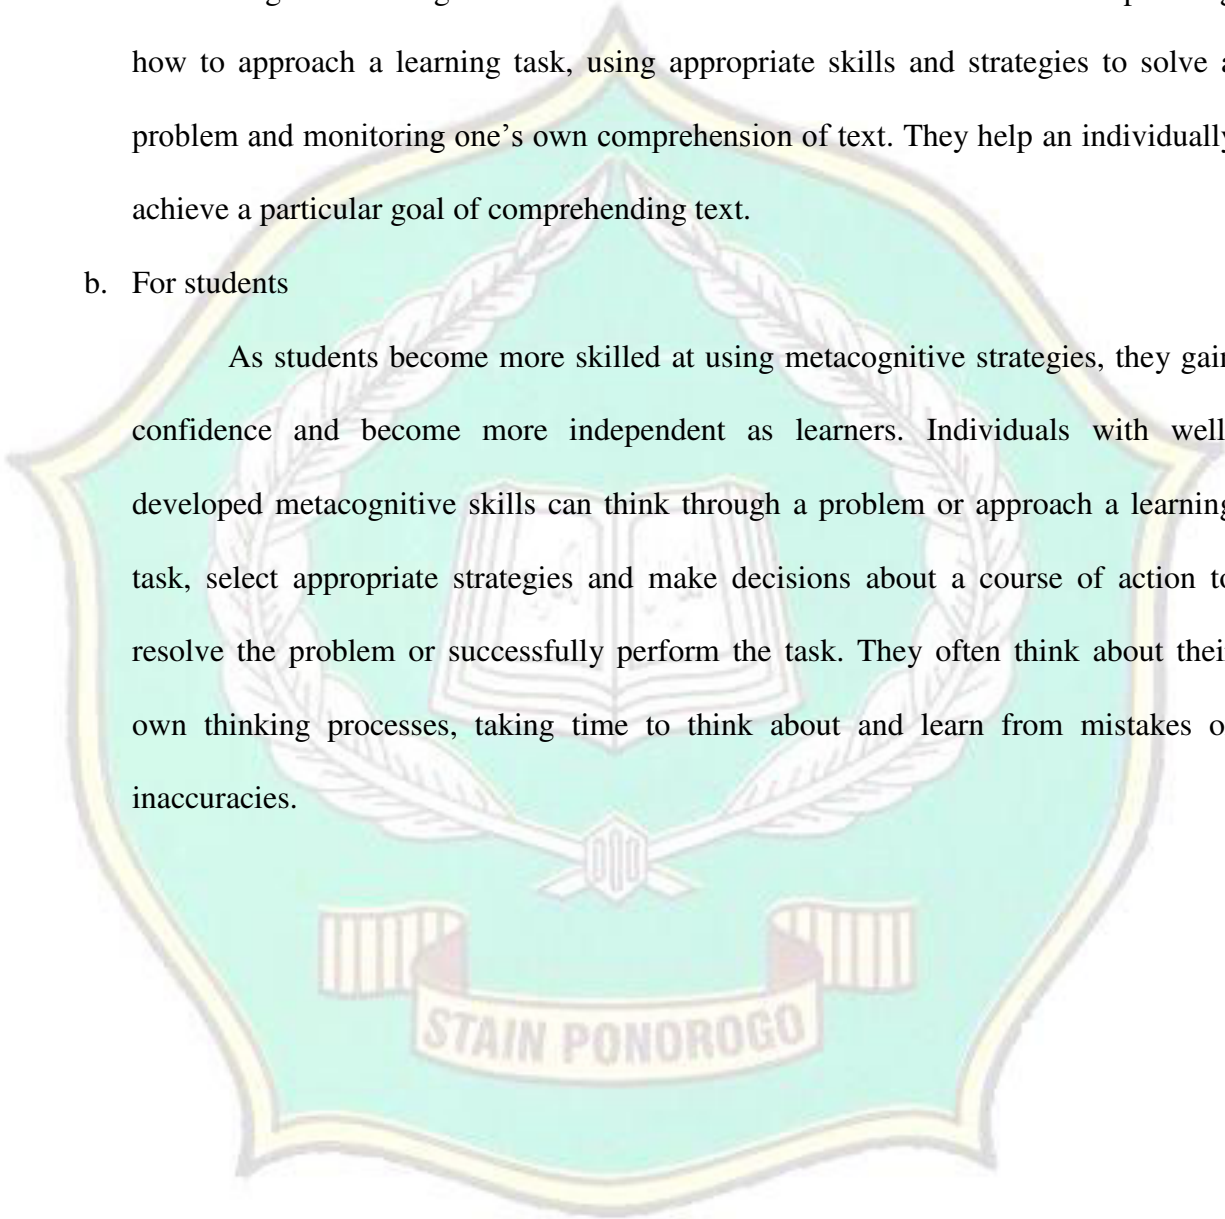 how to approach a learning task, using appropriate skills and strategies to solve a
problem and monitoring one's own comprehension of text. They help an individually
achieve a particular goal of comprehending text.
b. For students
As students become more skilled at using metacognitive strategies, they gain
confidence and become more independent as learners. Individuals with well
developed metacognitive skills can think through a problem or approach a learning
task, select appropriate strategies and make decisions about a course of action to
resolve the problem or successfully perform the task. They often think about their
own thinking processes, taking time to think about and learn from mistakes or
inaccuracies.
STAIN PONOROGO